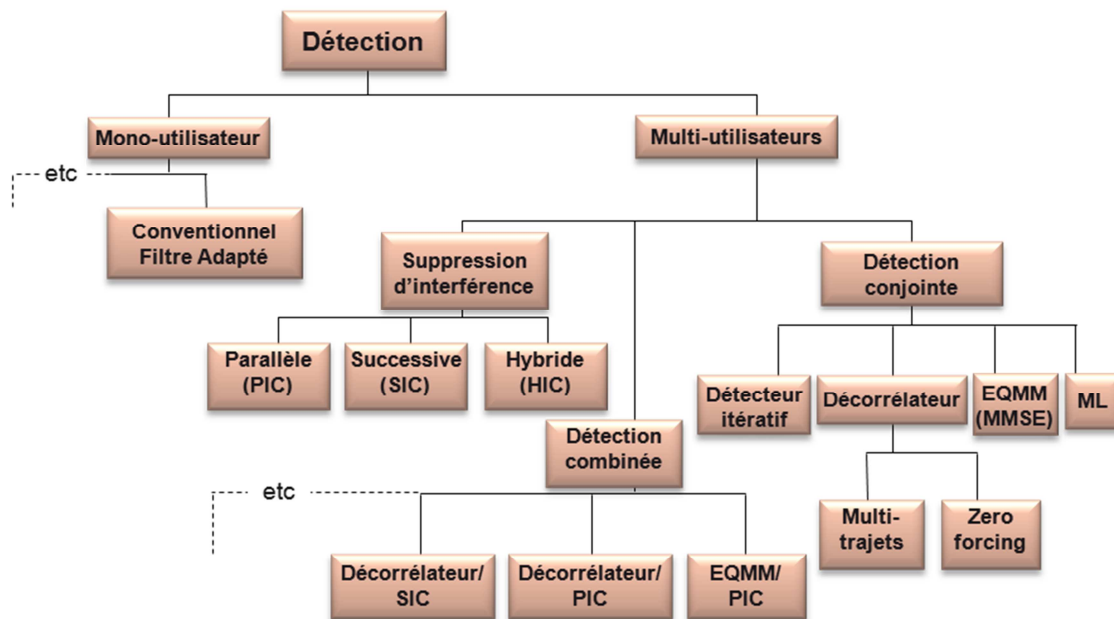 Détection
Mono-utilisateur
Multi-utilisateurs
etc
Conventionnel
Filtre Adapté
Suppression
d'interférence
Détection
conjointe
Parallèle
(PIC)
Successive
(SIC)
Hybride
(HIC)
Détecteur
itératif
Décorrélateur
EQMM
(MMSE)
ML
Détection
combinée
etc
Multi-
trajets
Zero
forcing
Décorrélateur/
SIC
Décorrélateur/
PIC
EQMM/
PIC